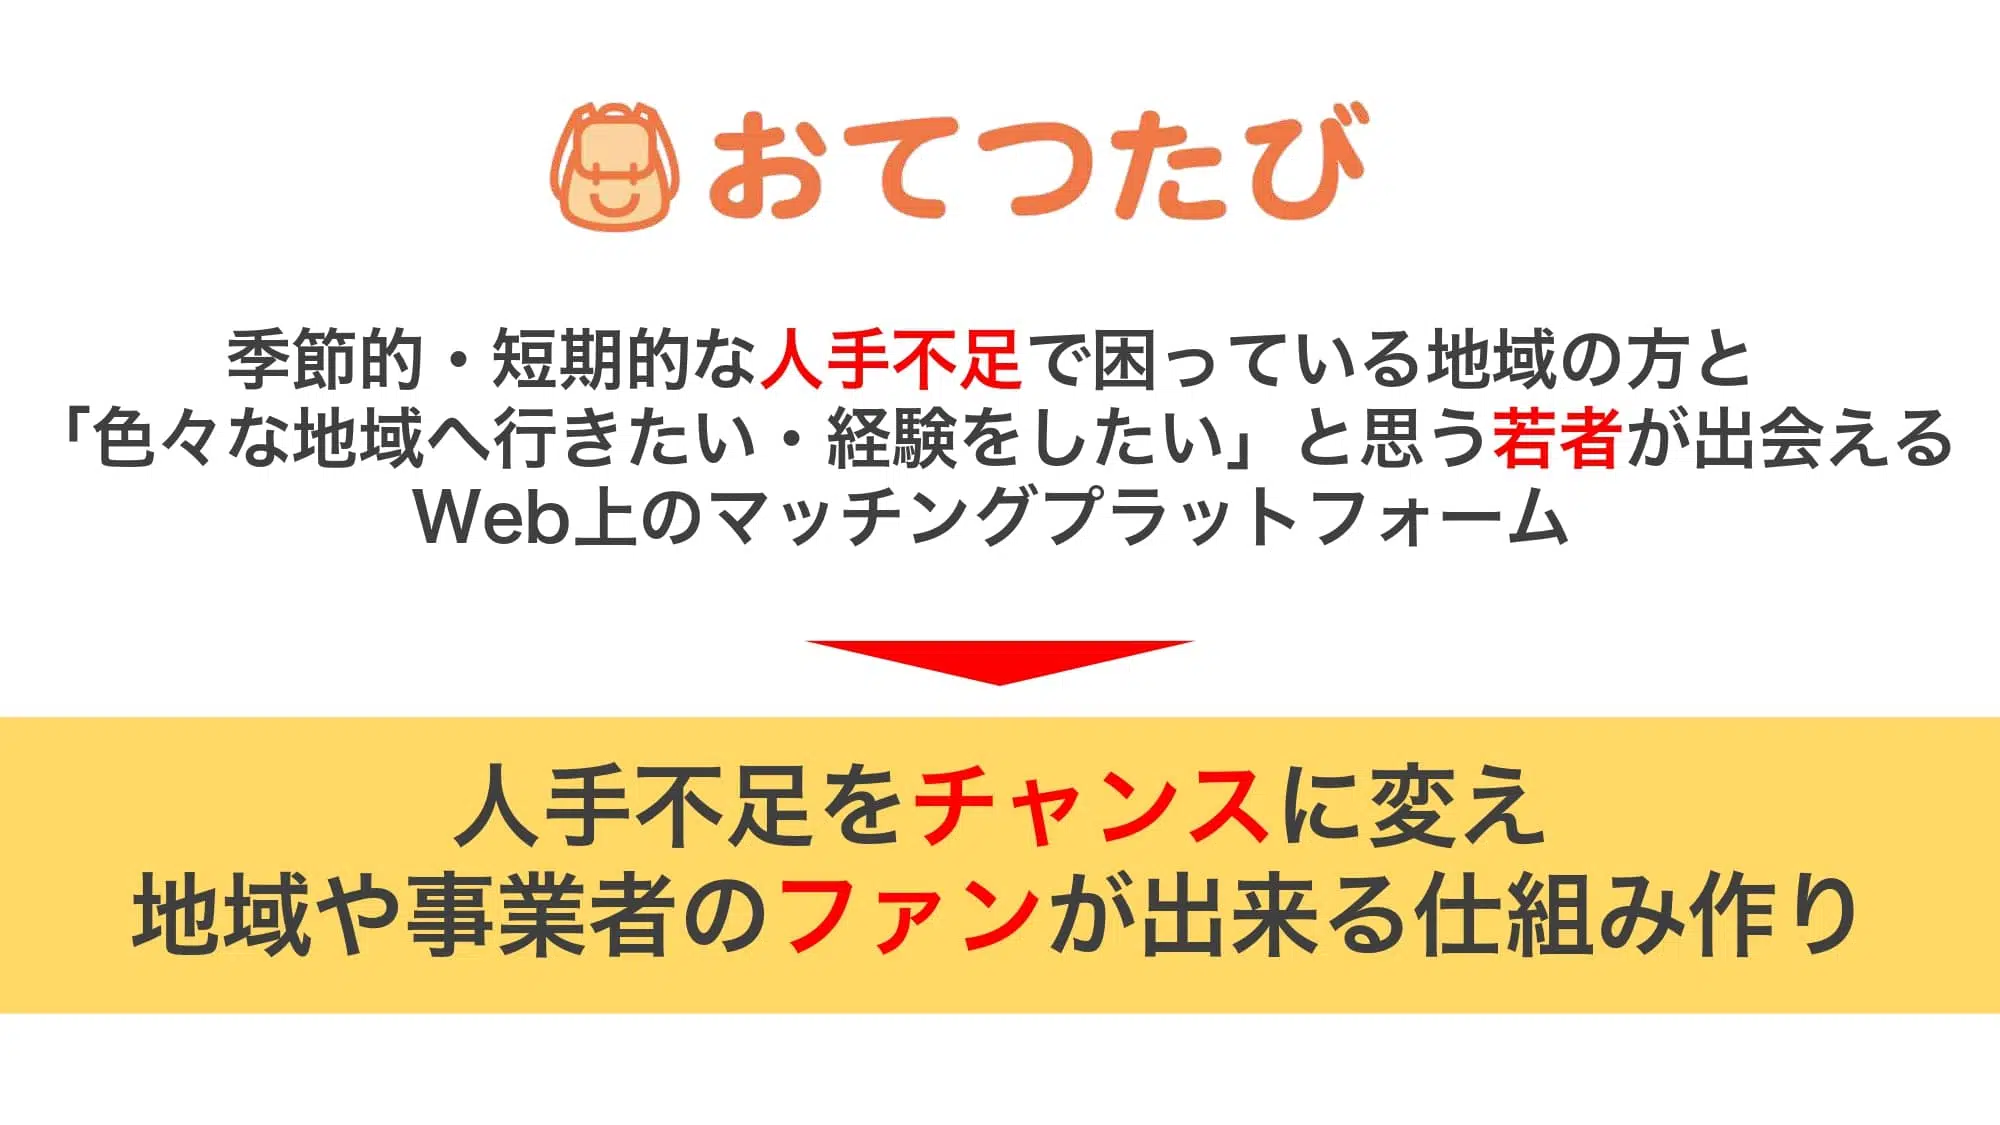 おてつたび
季節的・短期的な人手不足で困っている地域の方と
「色々な地域へ行きたい・経験をしたい」と思う若者が出会える
Web上のマッチングプラットフォーム
人手不足をチャンスに変え
地域や事業者のファンが出来る仕組み作り